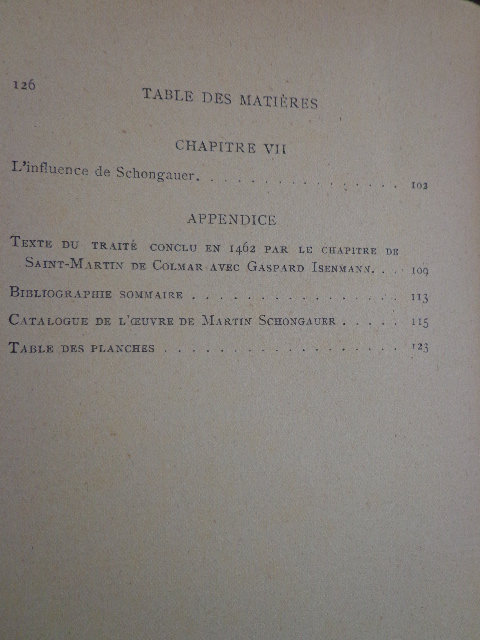 126
TABLE DES MATIÈRES
CHAPITRE VII
L'influence de Schongauer. . . . . . . . . . . . . . . . 102
APPENDICE
TEXTE DU TRAITÉ CONCLU EN 1462 PAR LE CHAPITRE DE
SAINT-MARTIN DE COLMAR AVEC GASPARD ISENMANN. . . 109
BIBLIOGRAPHIE SOMMAIRE . . . . . . . . . . . . . . . 113
CATALOGUE DE L'ŒUVRE DE MARTIN SCHONGAUER . . . . . 115
TABLE DES PLANCHES . . . . . . . . . . . . . . . . . 123